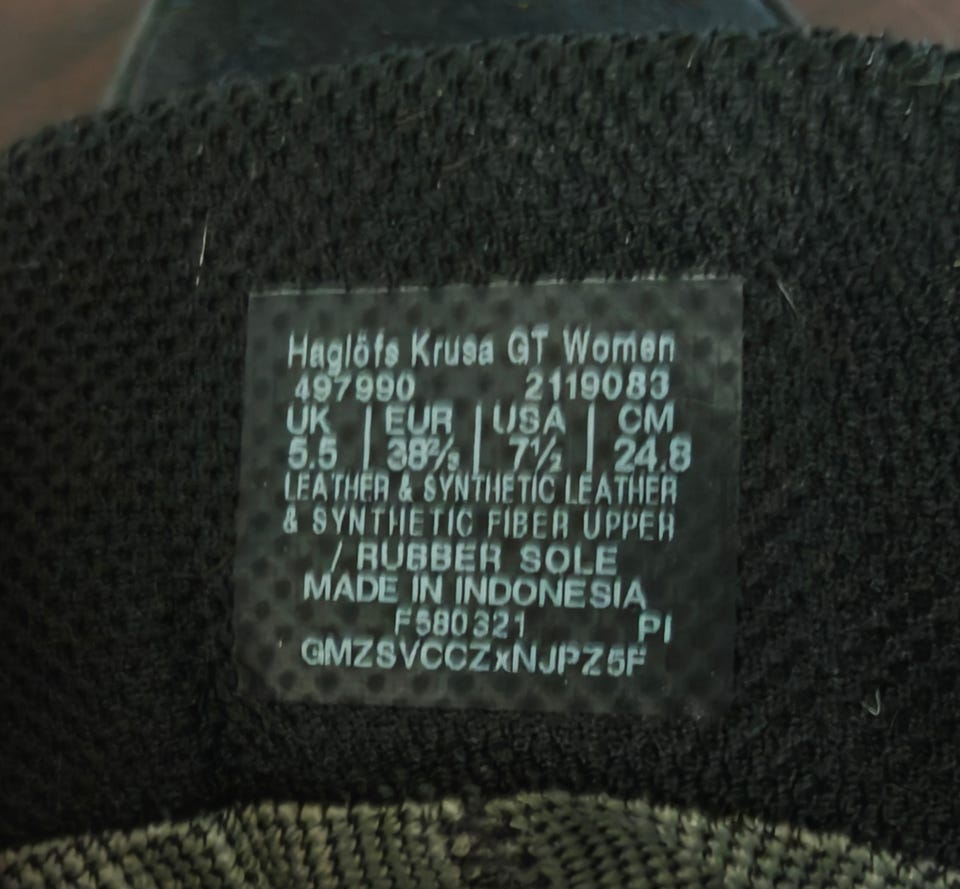 Haglöfs Krusa GT Women
497990 2119083
UK | EUR | USA | CM
5.5 | 38⅔ | 7½ | 24.8
LEATHER & SYNTHETIC LEATHER
& SYNTHETIC FIBER UPPER
/ RUBBER SOLE
MADE IN INDONESIA
F580321 PI
GMZSVCCZxNJPZ5F